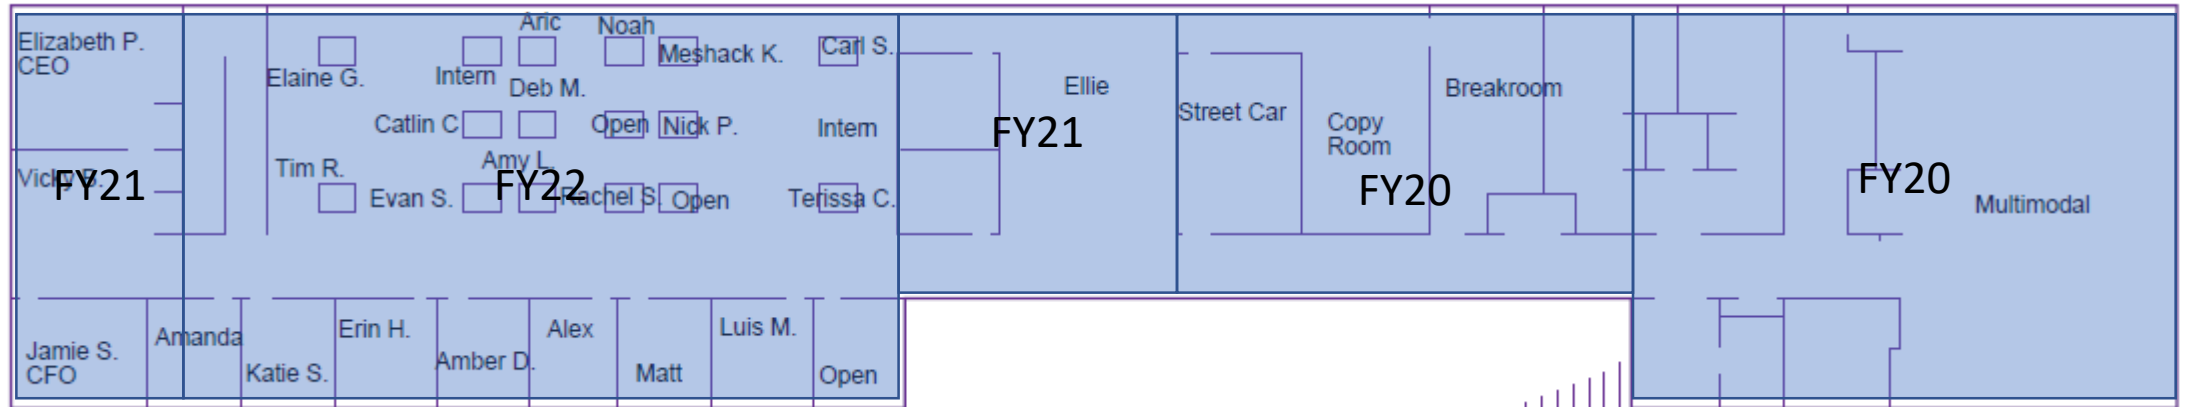 Elizabeth P.
CEO
Vicky B.
FY21
Jamie S.
CFO
Amanda
Elaine G.
Intern
Aric
Deb M.
Noah
Meshack K.
Carl S.
Catlin C
Open
Nick P.
Intern
Tim R.
Amy L.
Evan S.
FY22
Rachel S.
Open
Terissa C.
Katie S.
Erin H.
Amber D.
Alex
Matt
Luis M.
Open
Ellie
FY21
Street Car
Copy
Room
Breakroom
FY20
FY20
Multimodal